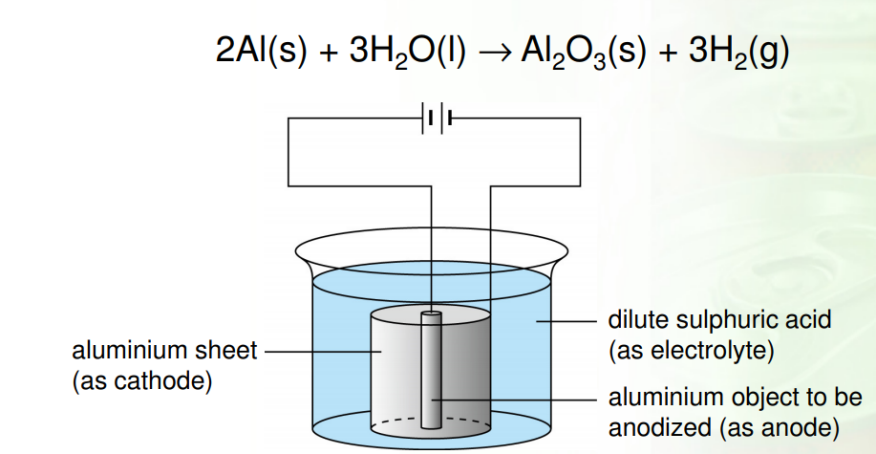 2Al(s) + 3H₂O(l) → Al₂O₃(s) + 3H₂(g)
aluminium sheet
(as cathode)
dilute sulphuric acid
(as electrolyte)
aluminium object to be
anodized (as anode)